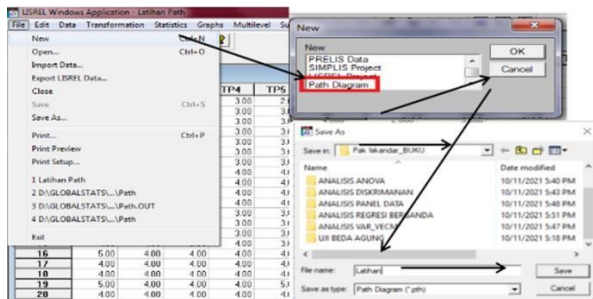 LISREL Windows Application - Latihan Path
File Edit Data Transformation Statistics Graphs Multilevel Su
New Ctrl+N
Open... Ctrl+O
Import Data...
Export LISREL Data...
Close
Save Ctrl+S
Save As...
Print... Ctrl+P
Print Preview
Print Setup...
1 Latihan Path
2 D:\GLOBALSTATS\...\Path
3 D:\GLOBALSTATS\...\Path.OUT
4 D:\GLOBALSTATS\...\Path
Exit
TP4 TP5
3.00
3.00
3.00
3.00
3.00
3.00
4.00
4.00
4.00
4.00
3.00
3.00
4.00
16 5.00 4.00 4.00 4.00
17 4.00 4.00 4.00 4.00
18 4.00 4.00 4.00 4.00
19 5.00 4.00 4.00 4.00
20 4.00 4.00 4.00 4.00
New
New
PRELIS Data
SIMPLIS Project
LISREL Project
Path Diagram
OK
Cancel
Save As
Save in: Pak Iskandar_BUKU
Name Date modified
ANALISIS ANOVA 10/11/2021 5:40 PM
ANALISIS DISKRIMANAN 10/11/2021 5:43 PM
ANALISIS PANEL DATA 10/11/2021 5:48 PM
ANALISIS REGRESI BERGANDA 10/11/2021 5:51 PM
ANALISIS VAR_VECM 10/11/2021 5:47 PM
UJI BEDA AGUNG 10/11/2021 5:18 PM
File name: Latihan Save
Save as type: Path Diagram (*.pth) Cancel